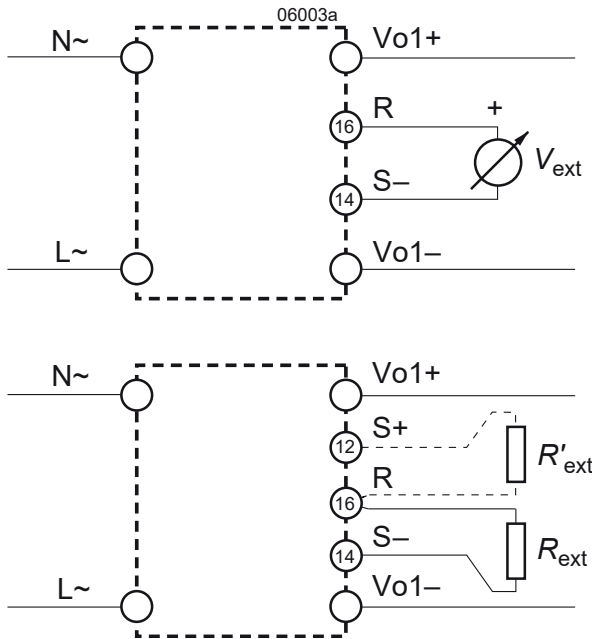 06003a
N~
Vo1+
16
R
+
Vext
14
S–
L~
Vo1–
N~
Vo1+
12
S+
R'ext
16
R
14
S–
Rext
L~
Vo1–